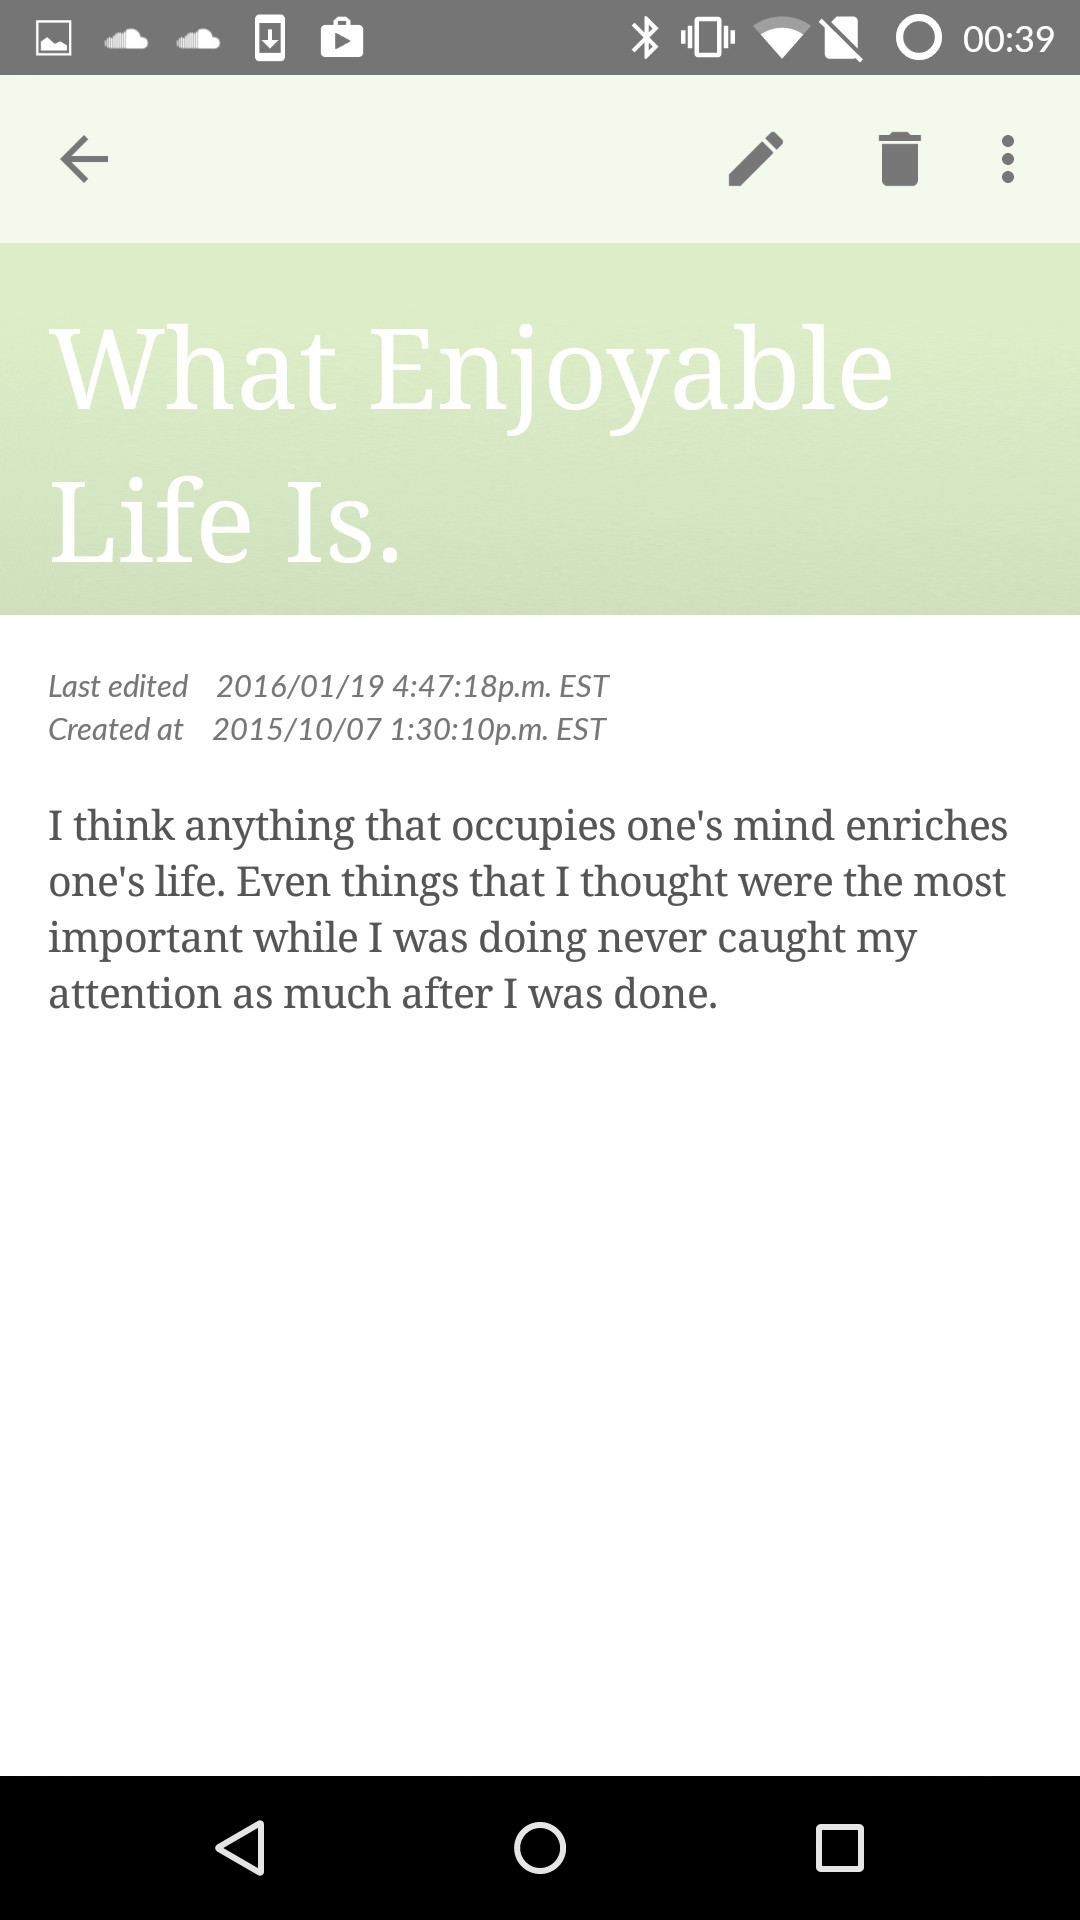 00:39
What Enjoyable
Life Is.
Last edited 2016/01/19 4:47:18p.m. EST
Created at 2015/10/07 1:30:10p.m. EST
I think anything that occupies one's mind enriches
one's life. Even things that I thought were the most
important while I was doing never caught my
attention as much after I was done.